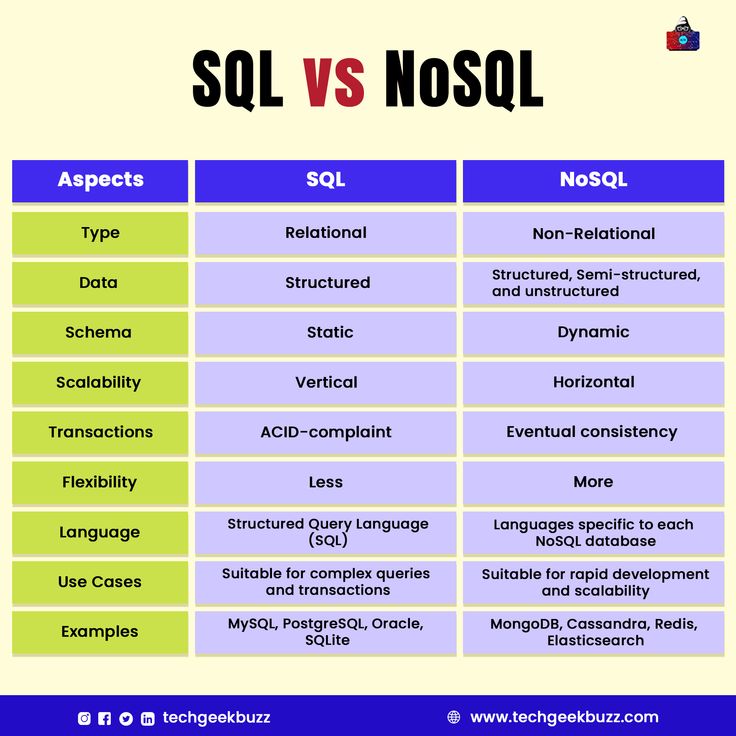 SQL vs NoSQL
Aspects SQL NoSQL
Type Relational Non-Relational
Data Structured Structured, Semi-structured,
and unstructured
Schema Static Dynamic
Scalability Vertical Horizontal
Transactions ACID-complaint Eventual consistency
Flexibility Less More
Language Structured Query Language
(SQL)
Languages specific to each
NoSQL database
Use Cases Suitable for complex queries
and transactions
Suitable for rapid development
and scalability
Examples MySQL, PostgreSQL, Oracle,
SQLite
MongoDB, Cassandra, Redis,
Elasticsearch
techgeekbuzz www.techgeekbuzz.com